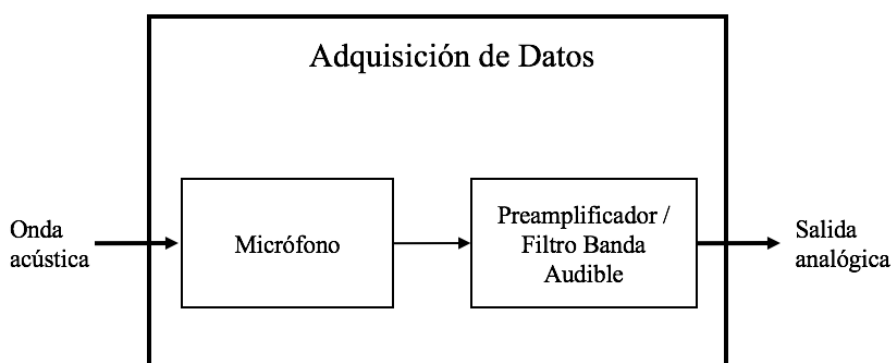 Adquisición de Datos
Onda
acústica
Micrófono
Preamplificador /
Filtro Banda
Audible
Salida
analógica